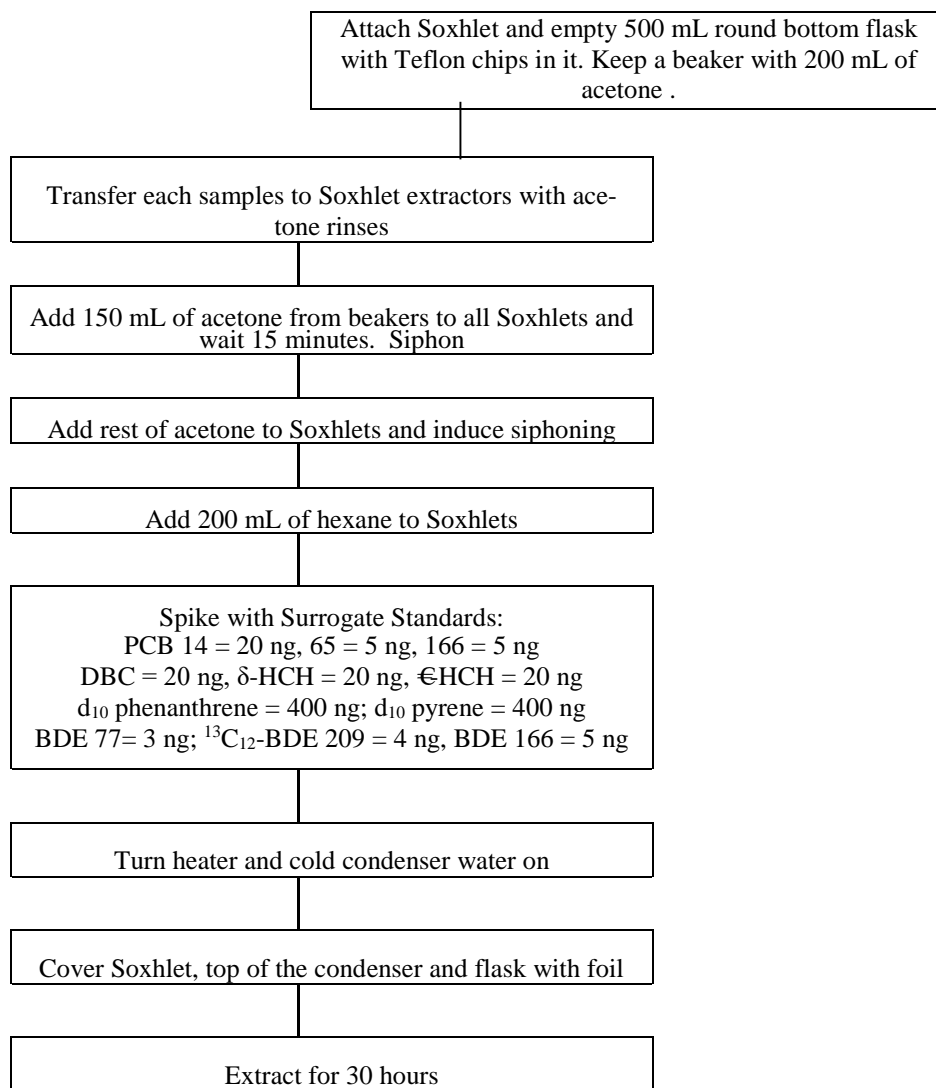 Attach Soxhlet and empty 500 mL round bottom flask
with Teflon chips in it. Keep a beaker with 200 mL of
acetone .
Transfer each samples to Soxhlet extractors with ace-
tone rinses
Add 150 mL of acetone from beakers to all Soxhlets and
wait 15 minutes.  Siphon
Add rest of acetone to Soxhlets and induce siphoning
Add 200 mL of hexane to Soxhlets
Spike with Surrogate Standards:
PCB 14 = 20 ng, 65 = 5 ng, 166 = 5 ng
DBC = 20 ng, δ-HCH = 20 ng, €-HCH = 20 ng
d₁₀ phenanthrene = 400 ng; d₁₀ pyrene = 400 ng
BDE 77= 3 ng; ¹³C₁₂-BDE 209 = 4 ng, BDE 166 = 5 ng
Turn heater and cold condenser water on
Cover Soxhlet, top of the condenser and flask with foil
Extract for 30 hours